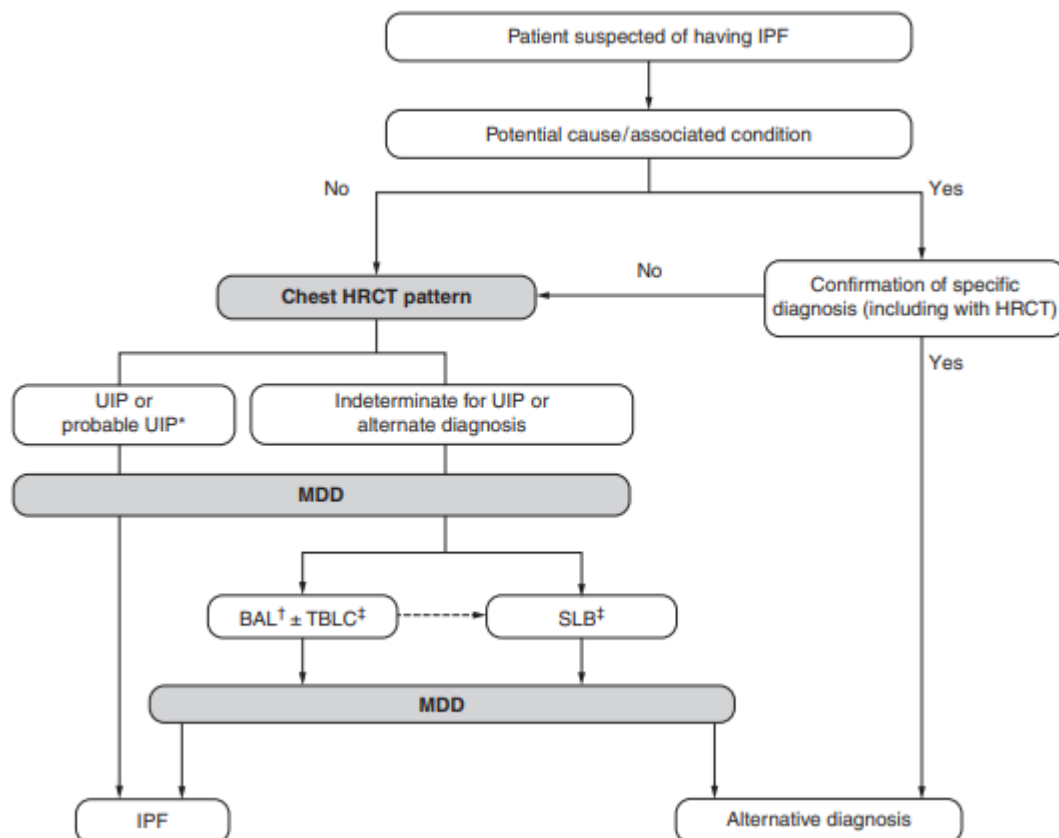 Patient suspected of having IPF
Potential cause/associated condition
No
Yes
No
Chest HRCT pattern
Confirmation of specific
diagnosis (including with HRCT)
Yes
UIP or
probable UIP*
Indeterminate for UIP or
alternate diagnosis
MDD
BAL† ± TBLC‡
SLB‡
MDD
IPF
Alternative diagnosis